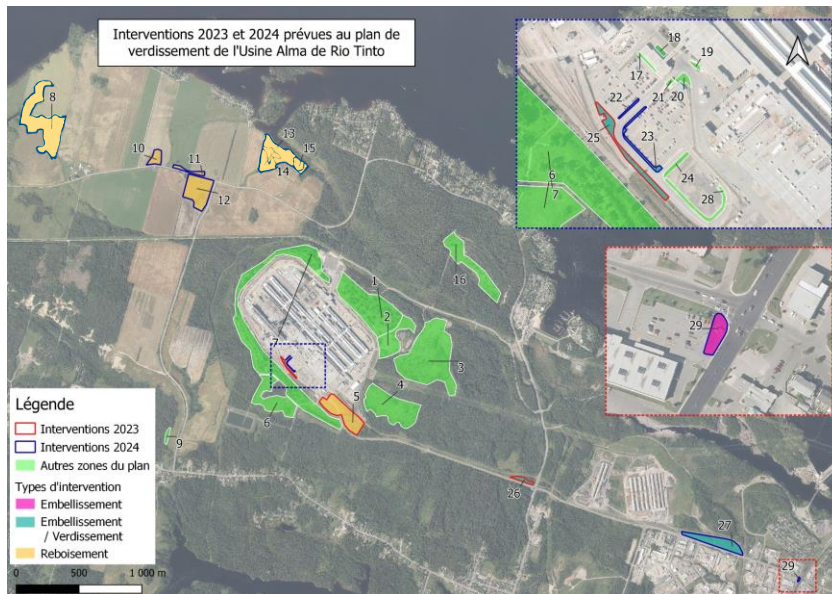 Interventions 2023 et 2024 prévues au plan de
verdissement de l'Usine Alma de Rio Tinto
8
10
11
12
13
14
15
16
1
2
3
4
5
6
7
9
26
27
29
17
18
19
20
21
22
23
24
25
28
6
7
29
Légende
Interventions 2023
Interventions 2024
Autres zones du plan
Types d'intervention
Embellissement
Embellissement
/ Verdissement
Reboisement
0 500 1 000 m